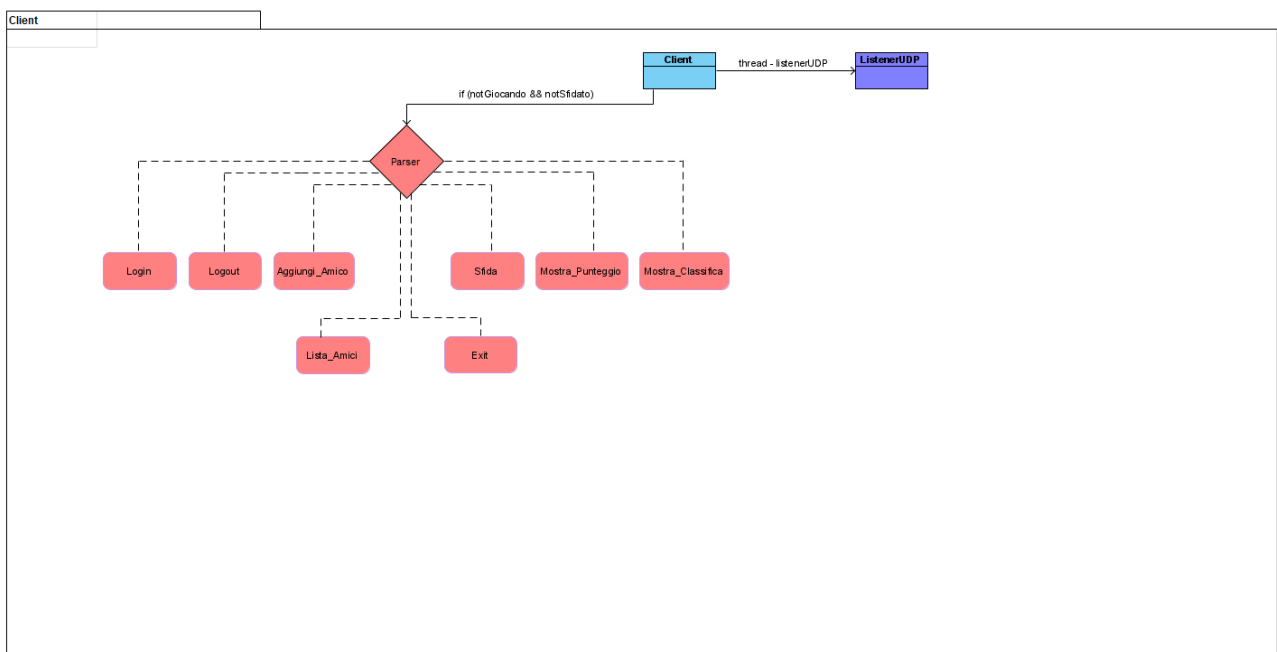 Client
Client
thread - listenerUDP
ListenerUDP
if (notGiocando && notSfidato)
Parser
Login
Logout
Aggiungi_Amico
Sfida
Mostra_Punteggio
Mostra_Classifica
Lista_Amici
Exit